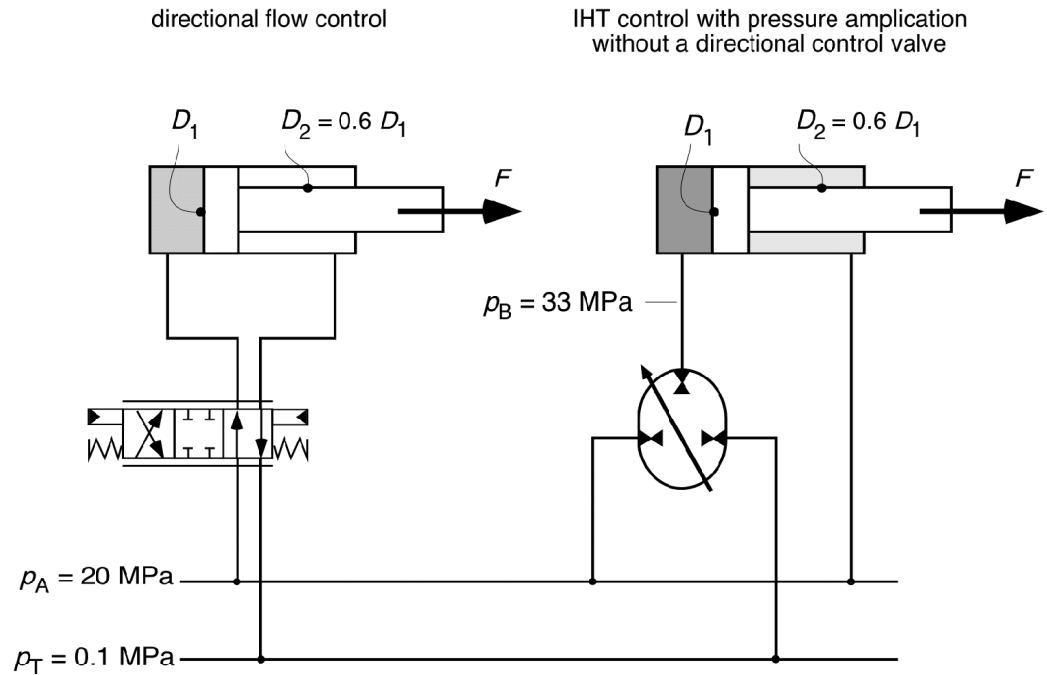 directional flow control
IHT control with pressure amplication
without a directional control valve
D1
D2 = 0.6 D1
F
D1
D2 = 0.6 D1
F
pB = 33 MPa
pA = 20 MPa
pT = 0.1 MPa